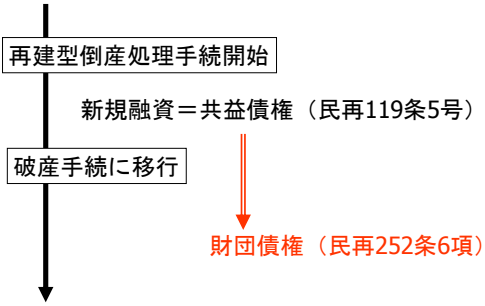 再建型倒産処理手続開始
新規融資＝共益債権（民再119条5号）
破産手続に移行
財団債権（民再252条6項）